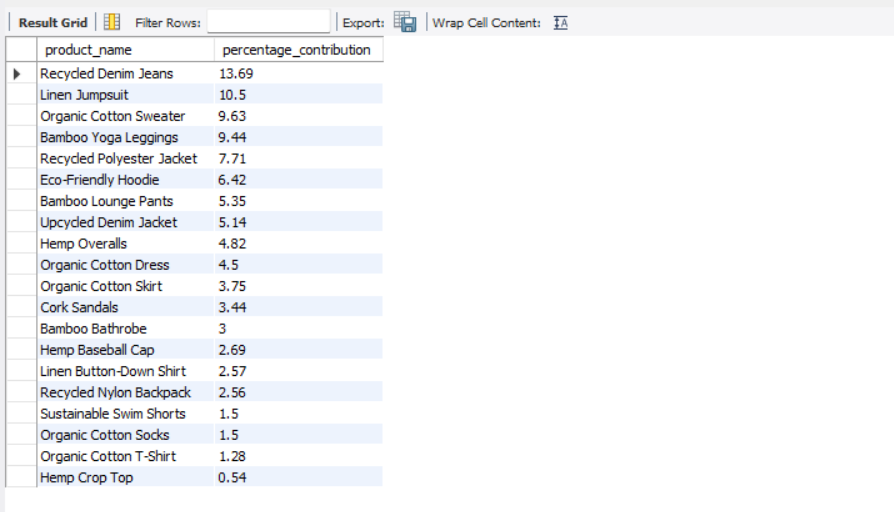 Result Grid Filter Rows: Export: Wrap Cell Content:
product_name percentage_contribution
Recycled Denim Jeans 13.69
Linen Jumpsuit 10.5
Organic Cotton Sweater 9.63
Bamboo Yoga Leggings 9.44
Recycled Polyester Jacket 7.71
Eco-Friendly Hoodie 6.42
Bamboo Lounge Pants 5.35
Upcycled Denim Jacket 5.14
Hemp Overalls 4.82
Organic Cotton Dress 4.5
Organic Cotton Skirt 3.75
Cork Sandals 3.44
Bamboo Bathrobe 3
Hemp Baseball Cap 2.69
Linen Button-Down Shirt 2.57
Recycled Nylon Backpack 2.56
Sustainable Swim Shorts 1.5
Organic Cotton Socks 1.5
Organic Cotton T-Shirt 1.28
Hemp Crop Top 0.54